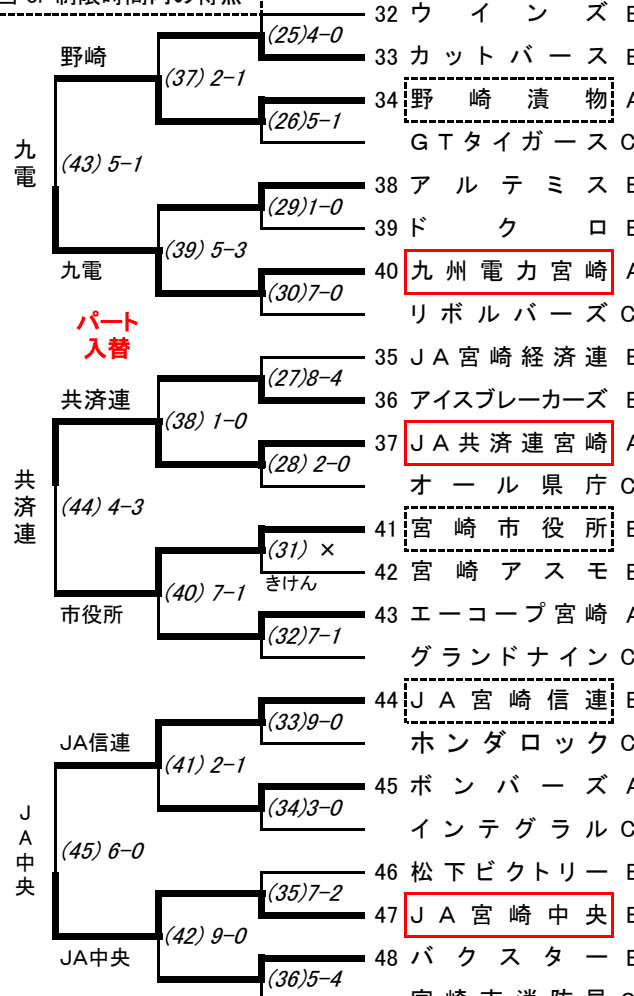 32 ウインズ B
(25)4-0
33 カットバース B
野崎
(37) 2-1
34 野崎漬物 A
(26)5-1
GTタイガース C
九電
(43) 5-1
38 アルテミス B
(29)1-0
39 ドクロ B
(39) 5-3
九電
40 九州電力宮崎 A
(30)7-0
リボルバーズ C
パート
入替
35 JA宮崎経済連 B
(27)8-4
共済連
36 アイスブレーカーズ B
(38) 1-0
37 JA共済連宮崎 A
(28) 2-0
オール県庁 C
共済連
(44) 4-3
41 宮崎市役所 B
(31) ×
きけん
42 宮崎アスモ B
(40) 7-1
市役所
43 エーコープ宮崎 A
(32)7-1
グランドナイン C
44 JA宮崎信連 B
(33)9-0
JA信連
ホンダロック C
(41) 2-1
45 ボンバーズ A
(34)3-0
インテグラル C
JA中央
(45) 6-0
46 松下ビクトリー B
(35)7-2
47 JA宮崎中央 B
(42) 9-0
JA中央
48 バクスター B
(36)5-4